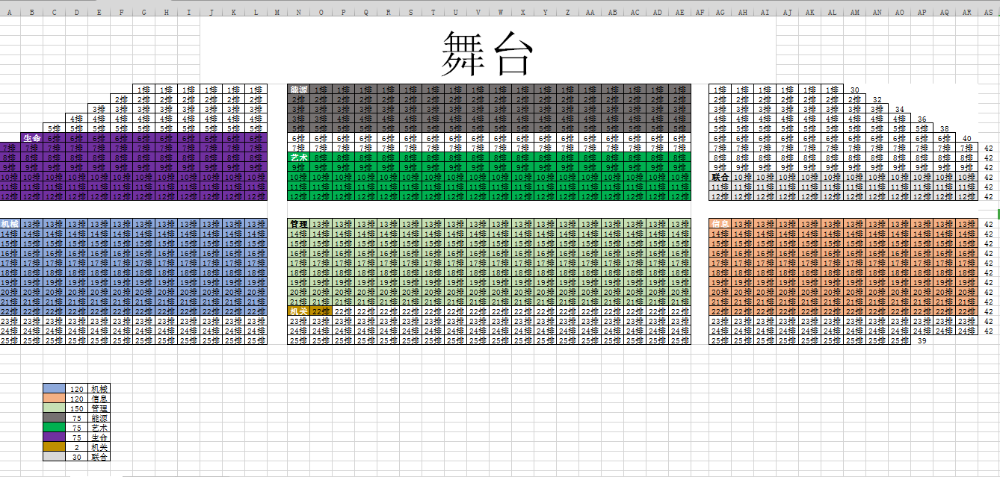 A B C D E F G H I J K L M N O P Q R S T U V W X Y Z AA AB AC AD AE AF AG AH AI AJ AK AL AM AN AO AP AQ AR AS
舞台
1排 1排 1排 1排 1排 1排 能源 1排 1排 1排 1排 1排 1排 1排 1排 1排 1排 1排 1排 1排 1排 1排 1排 1排 1排 1排 1排 1排 1排 1排 30
2排 2排 2排 2排 2排 2排 2排 2排 2排 2排 2排 2排 2排 2排 2排 2排 2排 2排 2排 2排 2排 2排 2排 2排 2排 2排 2排 2排 2排 2排 2排 2排 32
3排 3排 3排 3排 3排 3排 3排 3排 3排 3排 3排 3排 3排 3排 3排 3排 3排 3排 3排 3排 3排 3排 3排 3排 3排 3排 3排 3排 3排 3排 3排 3排 3排 3排 34
4排 4排 4排 4排 4排 4排 4排 4排 4排 3排 3排 4排 4排 4排 4排 4排 4排 4排 4排 4排 4排 4排 4排 4排 4排 4排 4排 4排 4排 4排 4排 4排 4排 4排 4排 4排 36
5排 5排 5排 5排 5排 5排 5排 5排 5排 5排 5排 5排 5排 5排 5排 5排 5排 5排 5排 5排 5排 5排 5排 5排 5排 5排 5排 5排 5排 5排 5排 5排 5排 5排 5排 5排 5排 5排 38
生命 6排 6排 6排 6排 6排 6排 6排 6排 6排 6排 6排 6排 6排 6排 6排 6排 6排 6排 6排 6排 6排 6排 6排 6排 6排 6排 6排 6排 6排 6排 6排 6排 6排 6排 6排 6排 6排 6排 6排 40
7排 7排 7排 7排 7排 7排 7排 7排 7排 7排 7排 7排 7排 7排 7排 7排 7排 7排 7排 7排 7排 7排 7排 7排 7排 7排 7排 7排 7排 7排 7排 7排 7排 7排 7排 7排 7排 7排 7排 7排 7排 7排 42
8排 8排 8排 8排 8排 8排 8排 8排 8排 8排 8排 8排 艺术 8排 8排 8排 8排 8排 8排 8排 8排 8排 8排 8排 8排 8排 8排 8排 8排 8排 8排 8排 8排 8排 8排 8排 8排 8排 8排 8排 8排 8排 42
9排 9排 9排 9排 9排 9排 9排 9排 9排 9排 9排 9排 9排 9排 9排 9排 9排 9排 9排 9排 9排 9排 9排 9排 9排 9排 9排 9排 9排 9排 9排 9排 9排 9排 9排 9排 9排 9排 9排 9排 9排 9排 42
10排 10排 10排 10排 10排 10排 10排 10排 10排 10排 10排 10排 10排 10排 10排 10排 10排 10排 10排 10排 10排 10排 10排 10排 10排 10排 10排 10排 10排 10排 联合 10排 10排 10排 10排 10排 10排 10排 10排 10排 10排 10排 42
11排 11排 11排 11排 11排 11排 11排 11排 11排 11排 11排 11排 11排 11排 11排 11排 11排 11排 11排 11排 11排 11排 11排 11排 11排 11排 11排 11排 11排 11排 11排 11排 11排 11排 11排 11排 11排 11排 11排 11排 11排 11排 42
12排 12排 12排 12排 12排 12排 12排 12排 12排 12排 12排 12排 12排 12排 12排 12排 12排 12排 12排 12排 12排 12排 12排 12排 12排 12排 12排 12排 12排 12排 12排 12排 12排 12排 12排 12排 12排 12排 12排 12排 12排 12排 42
机械 13排 13排 13排 13排 13排 13排 13排 13排 13排 13排 13排 管理 13排 13排 13排 13排 13排 13排 13排 13排 13排 13排 13排 13排 13排 13排 13排 13排 13排 信息 13排 13排 13排 13排 13排 13排 13排 13排 13排 13排 13排 42
14排 14排 14排 14排 14排 14排 14排 14排 14排 14排 14排 14排 14排 14排 14排 14排 14排 14排 14排 14排 14排 14排 14排 14排 14排 14排 14排 14排 14排 14排 14排 14排 14排 14排 14排 14排 14排 14排 14排 14排 14排 14排 42
15排 15排 15排 15排 15排 15排 15排 15排 15排 15排 15排 15排 15排 15排 15排 15排 15排 15排 15排 15排 15排 15排 15排 15排 15排 15排 15排 15排 15排 15排 15排 15排 15排 15排 15排 15排 15排 15排 15排 15排 15排 15排 42
16排 16排 16排 16排 16排 16排 16排 16排 16排 16排 16排 16排 16排 16排 16排 16排 16排 16排 16排 16排 16排 16排 16排 16排 16排 16排 16排 16排 16排 16排 16排 16排 16排 16排 16排 16排 16排 16排 16排 16排 16排 16排 42
17排 17排 17排 17排 17排 17排 17排 17排 17排 17排 17排 17排 17排 17排 17排 17排 17排 17排 17排 17排 17排 17排 17排 17排 17排 17排 17排 17排 17排 17排 17排 17排 17排 17排 17排 17排 17排 17排 17排 17排 17排 17排 42
18排 18排 18排 18排 18排 18排 18排 18排 18排 18排 18排 18排 18排 18排 18排 18排 18排 18排 18排 18排 18排 18排 18排 18排 18排 18排 18排 18排 18排 18排 18排 18排 18排 18排 18排 18排 18排 18排 18排 18排 18排 18排 42
19排 19排 19排 19排 19排 19排 19排 19排 19排 19排 19排 19排 19排 19排 19排 19排 19排 19排 19排 19排 19排 19排 19排 19排 19排 19排 19排 19排 19排 19排 19排 19排 19排 19排 19排 19排 19排 19排 19排 19排 19排 19排 42
20排 20排 20排 20排 20排 20排 20排 20排 20排 20排 20排 20排 20排 20排 20排 20排 20排 20排 20排 20排 20排 20排 20排 20排 20排 20排 20排 20排 20排 20排 20排 20排 20排 20排 20排 20排 20排 20排 20排 20排 20排 20排 42
21排 21排 21排 21排 21排 21排 21排 21排 21排 21排 21排 21排 21排 21排 21排 21排 21排 21排 21排 21排 21排 21排 21排 21排 21排 21排 21排 21排 21排 21排 21排 21排 21排 21排 21排 21排 21排 21排 21排 21排 21排 21排 42
22排 22排 22排 22排 22排 22排 22排 22排 22排 22排 22排 22排 机关 22排 22排 22排 22排 22排 22排 22排 22排 22排 22排 22排 22排 22排 22排 22排 22排 22排 22排 22排 22排 22排 22排 22排 22排 22排 22排 22排 22排 22排 42
23排 23排 23排 23排 23排 23排 23排 23排 23排 23排 23排 23排 23排 23排 23排 23排 23排 23排 23排 23排 23排 23排 23排 23排 23排 23排 23排 23排 23排 23排 23排 23排 23排 23排 23排 23排 23排 23排 23排 23排 23排 23排 42
24排 24排 24排 24排 24排 24排 24排 24排 24排 24排 24排 24排 24排 24排 24排 24排 24排 24排 24排 24排 24排 24排 24排 24排 24排 24排 24排 24排 24排 24排 24排 24排 24排 24排 24排 24排 24排 24排 24排 24排 24排 24排 42
25排 25排 25排 25排 25排 25排 25排 25排 25排 25排 25排 25排 25排 25排 25排 25排 25排 25排 25排 25排 25排 25排 25排 25排 25排 25排 25排 25排 25排 25排 25排 25排 25排 25排 25排 25排 25排 25排 25排 39
120 机械
120 信息
150 管理
75 能源
75 艺术
75 生命
2 机关
30 联合